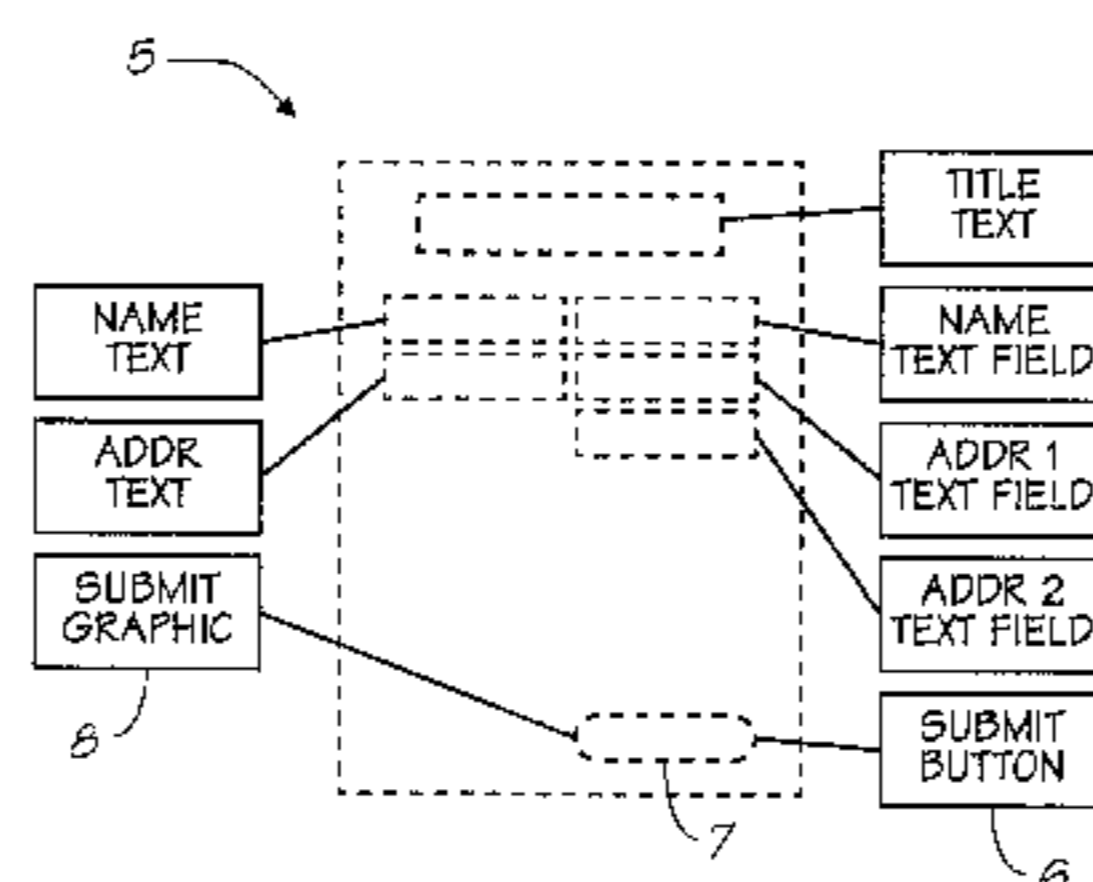 5
TITLE
TEXT
NAME
TEXT
NAME
TEXT FIELD
ADDR
TEXT
ADDR 1
TEXT FIELD
SUBMIT
GRAPHIC
ADDR 2
TEXT FIELD
8
SUBMIT
BUTTON
7
6